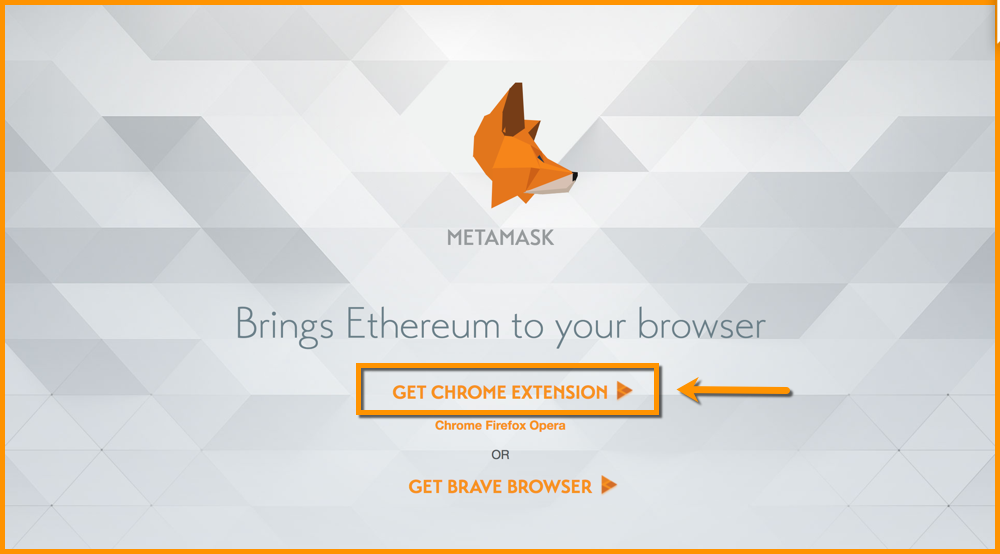 METAMASK
Brings Ethereum to your browser
GET CHROME EXTENSION
Chrome Firefox Opera
OR
GET BRAVE BROWSER